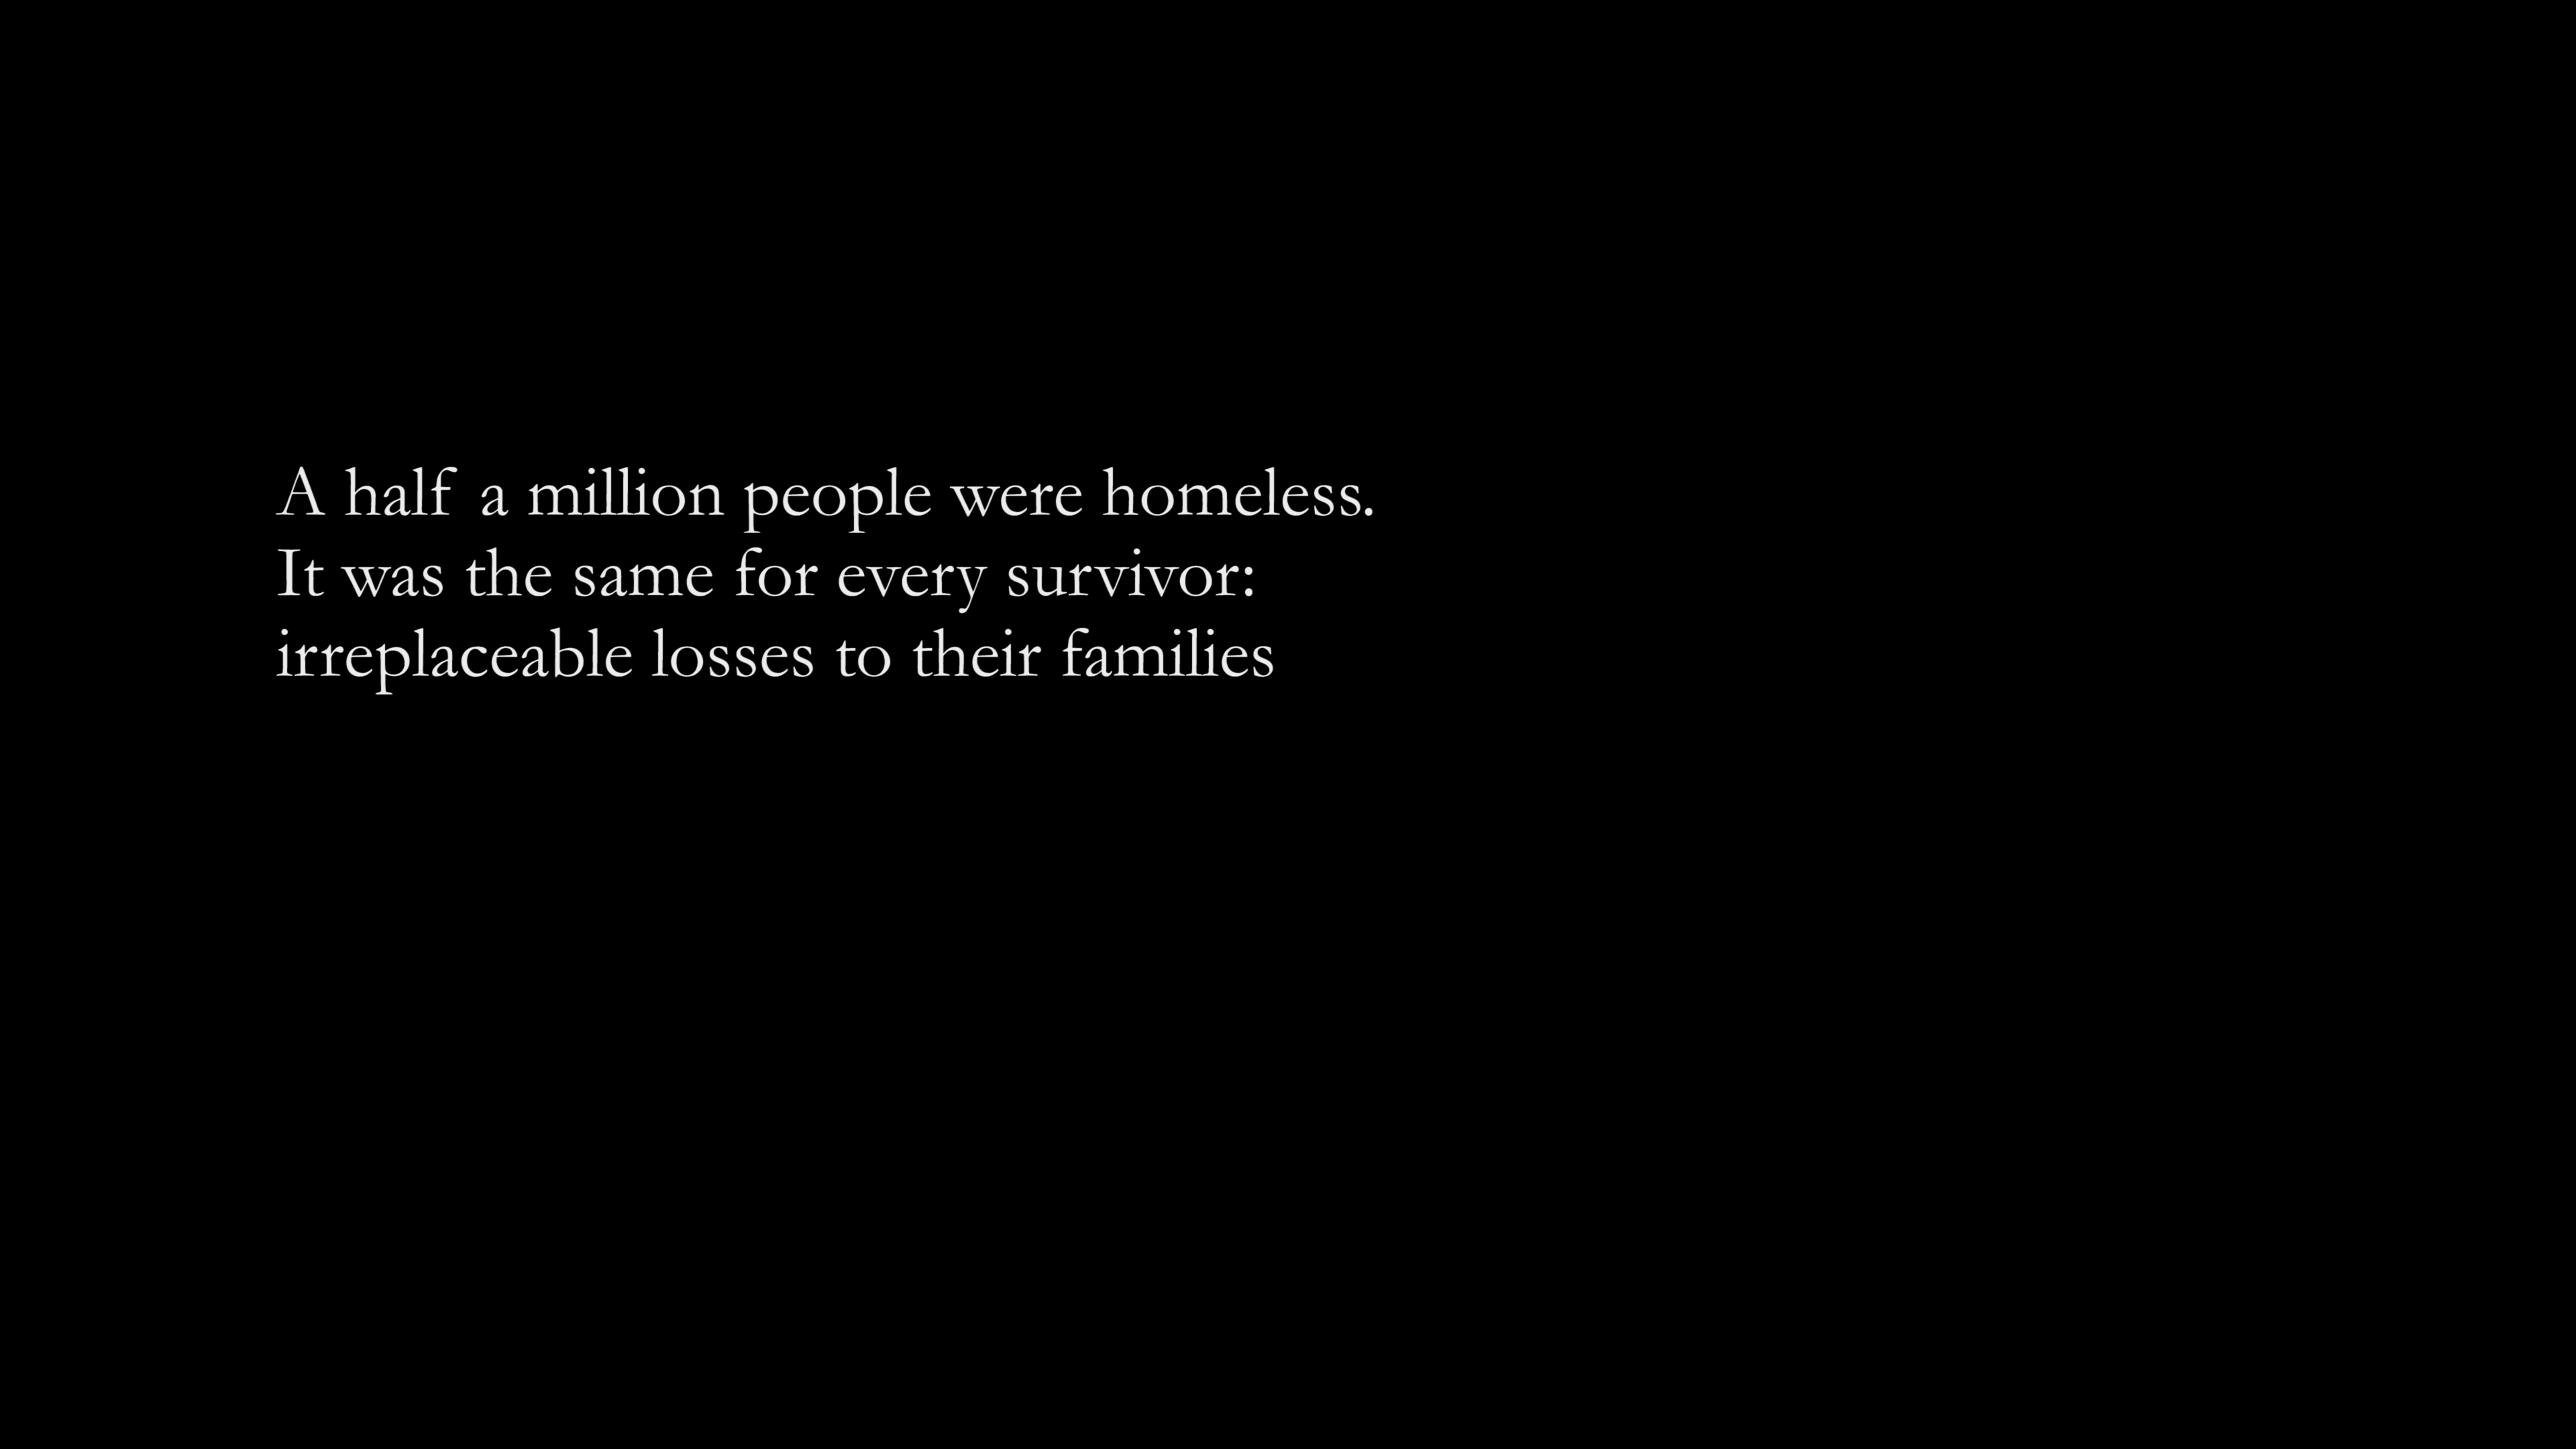 A half a million people were homeless.
It was the same for every survivor:
irreplaceable losses to their families